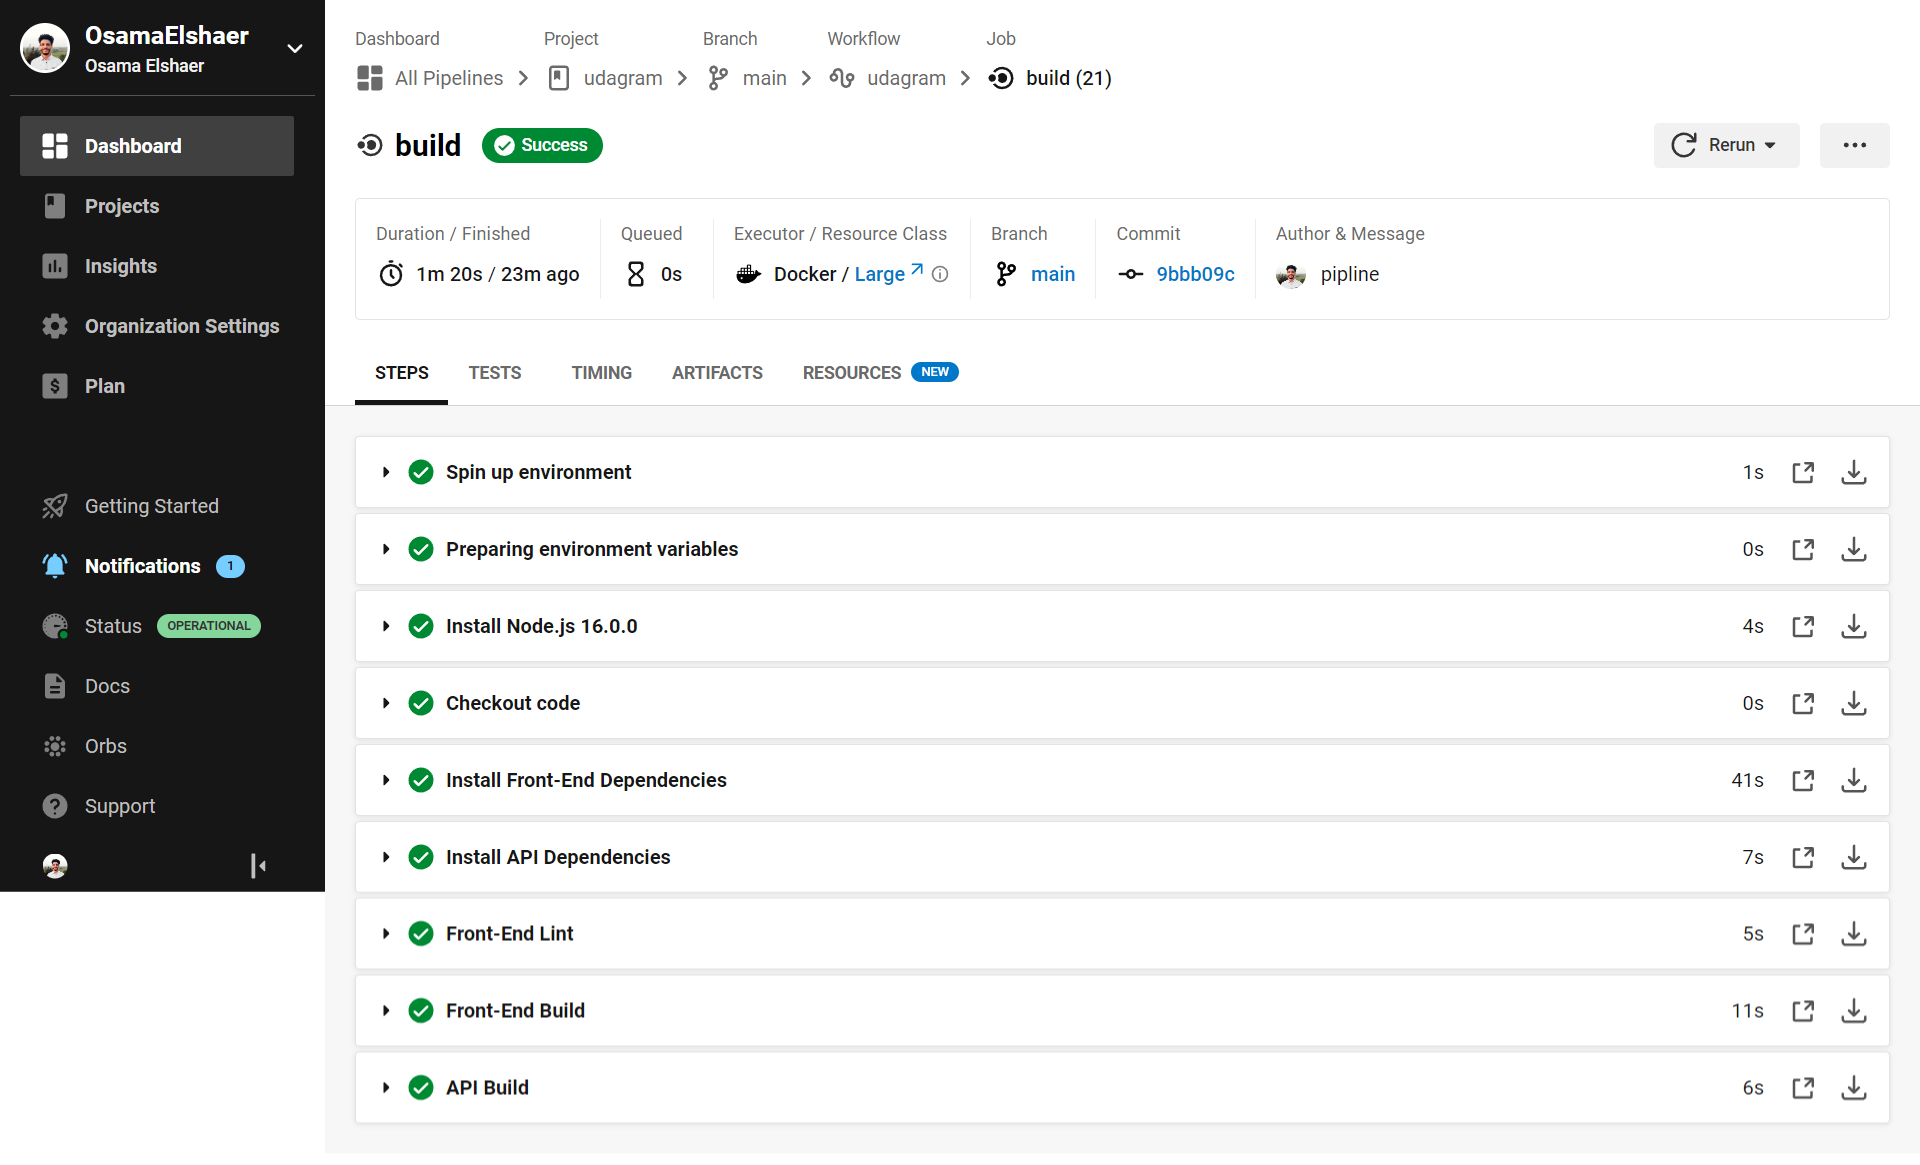 OsamaElshaer
Osama Elshaer
Dashboard
Projects
Insights
Organization Settings
Plan
Getting Started
Notifications 1
Status OPERATIONAL
Docs
Orbs
Support
Dashboard Project Branch Workflow Job
All Pipelines udagram main udagram build (21)
build Success Rerun
Duration / Finished Queued Executor / Resource Class Branch Commit Author & Message
1m 20s / 23m ago 0s Docker / Large main 9bbb09c pipline
STEPS TESTS TIMING ARTIFACTS RESOURCES NEW
Spin up environment 1s
Preparing environment variables 0s
Install Node.js 16.0.0 4s
Checkout code 0s
Install Front-End Dependencies 41s
Install API Dependencies 7s
Front-End Lint 5s
Front-End Build 11s
API Build 6s